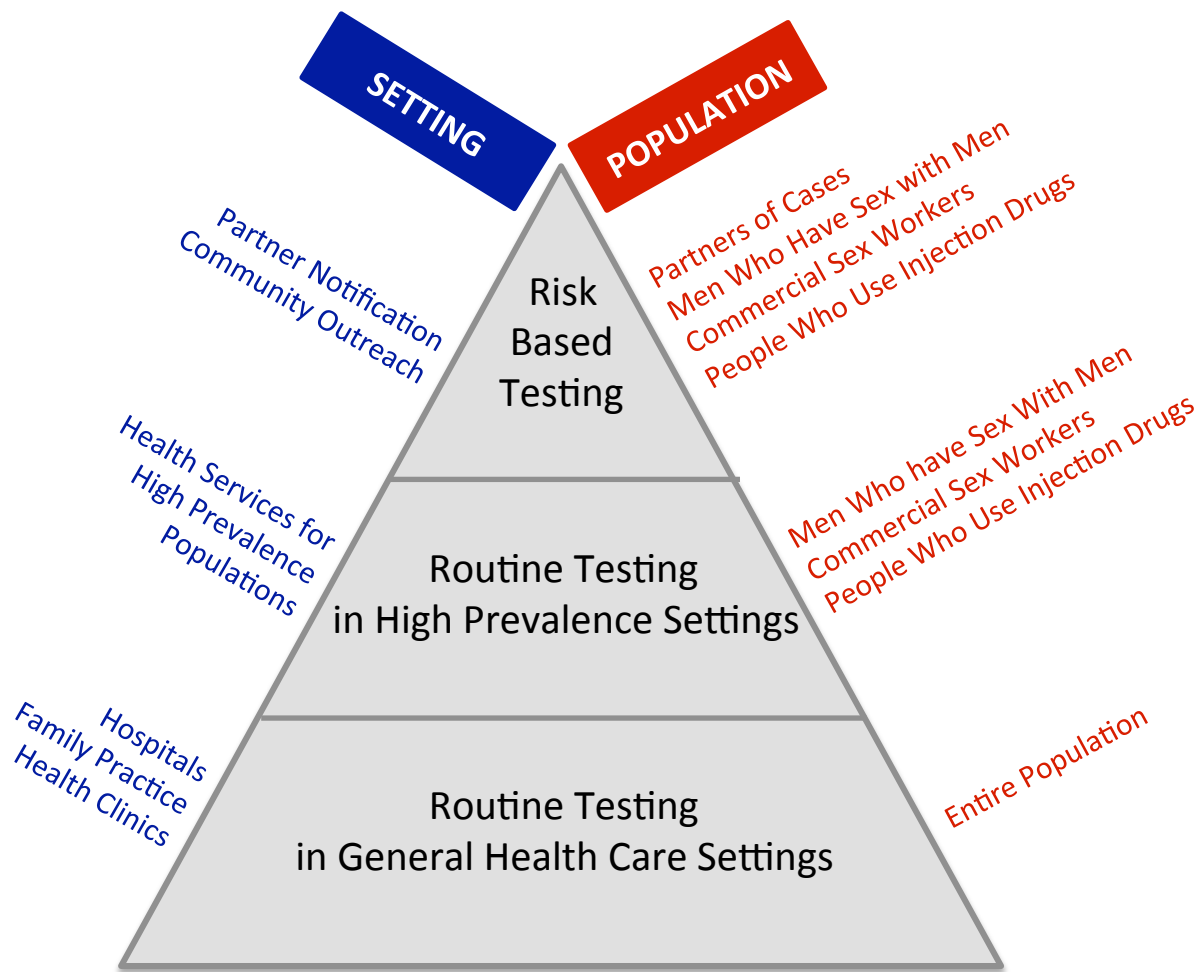 SETTING
POPULATION
Partner Notification
Community Outreach
Risk
Based
Testing
Partners of Cases
Men Who Have Sex with Men
Commercial Sex Workers
People Who Use Injection Drugs
Health Services for
High Prevalence
Populations
Routine Testing
in High Prevalence Settings
Men Who have Sex With Men
Commercial Sex Workers
People Who Use Injection Drugs
Hospitals
Family Practice
Health Clinics
Routine Testing
in General Health Care Settings
Entire Population